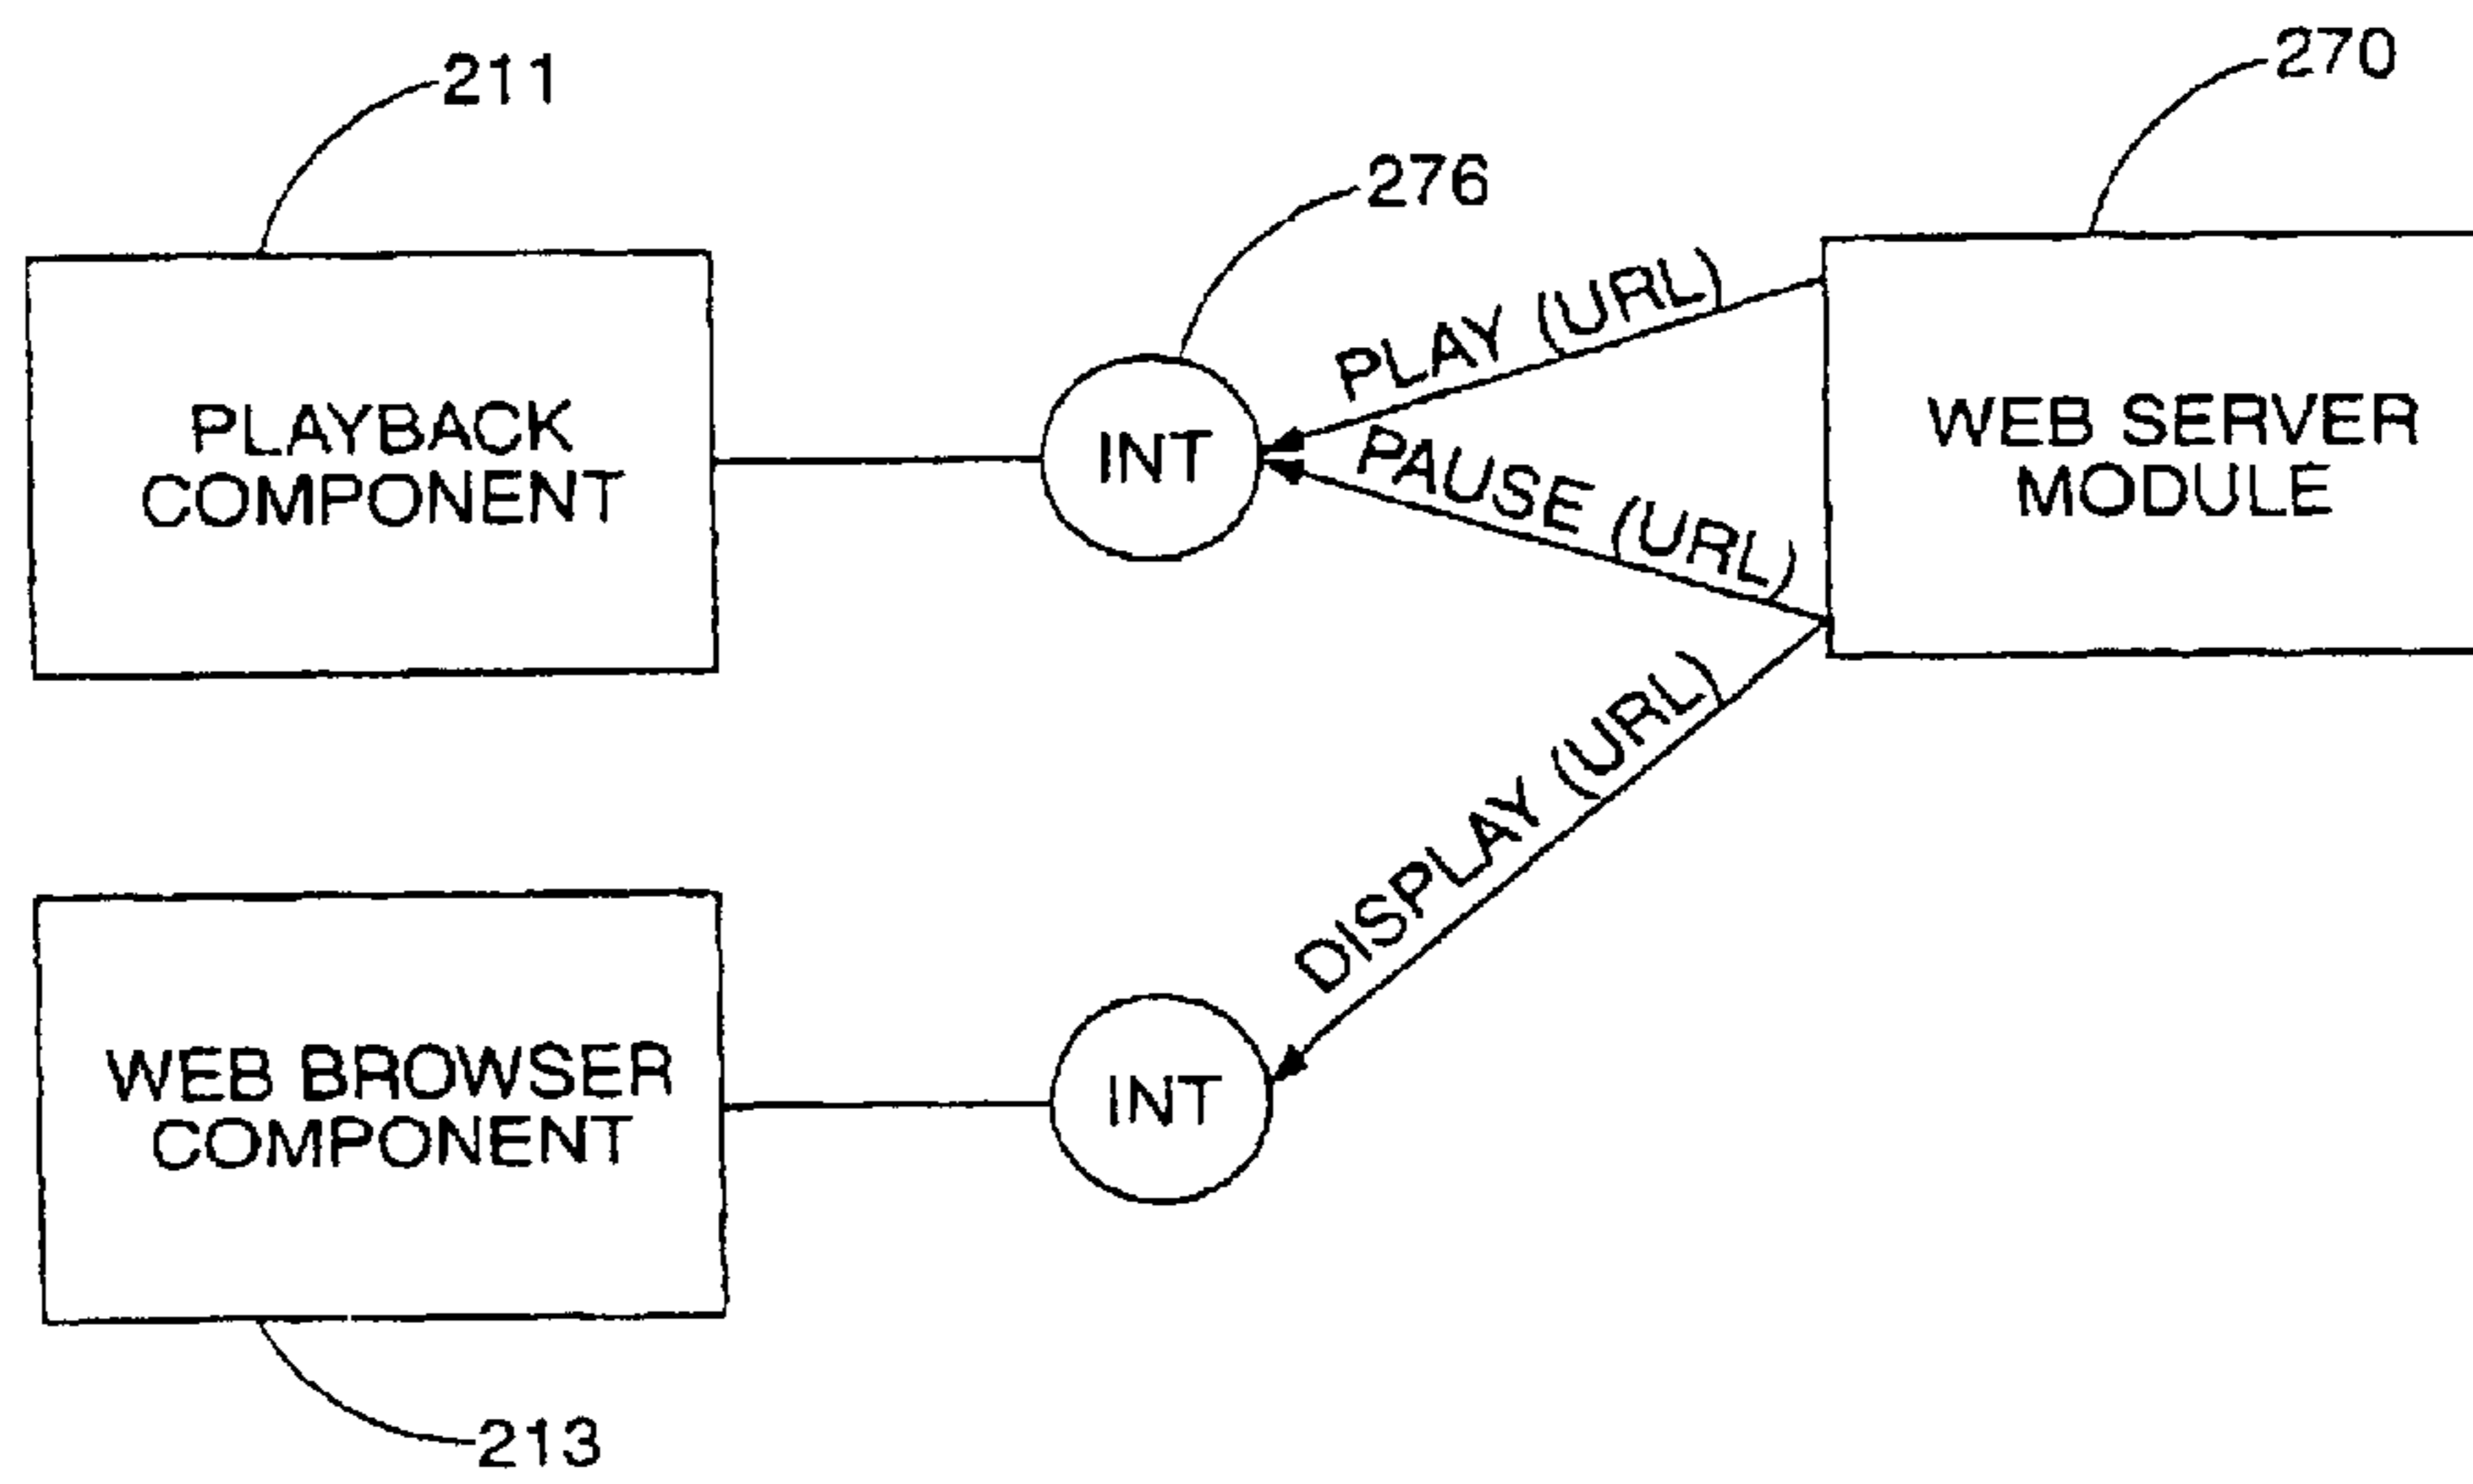 211
270
276
PLAY (URL)
PLAYBACK
COMPONENT
INT
PAUSE (URL)
WEB SERVER
MODULE
DISPLAY (URL)
WEB BROWSER
COMPONENT
INT
213